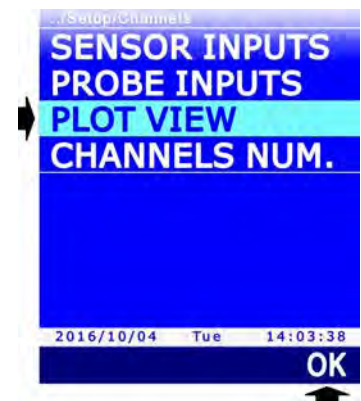 ../Setup/Channels
SENSOR INPUTS
PROBE INPUTS
PLOT VIEW
CHANNELS NUM.
2016/10/04 Tue 14:03:38
OK